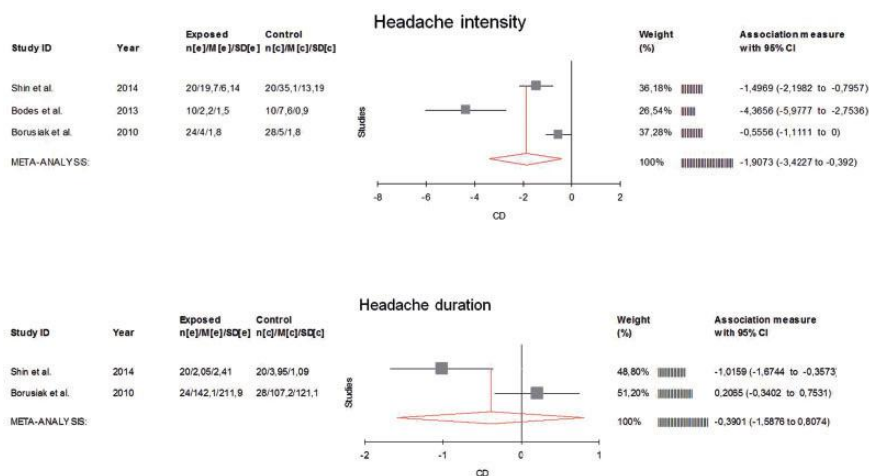 Headache intensity
Exposed Control Weight Association measure
Study ID Year n[e]/M[e]/SD[e] n[c]/M[c]/SD[c] (%) with 95% CI
Shin et al. 2014 20/19,7/6,14 20/35,1/13,19 36,18% -1,4969 (-2,1982 to -0,7957)
Bodes et al. 2013 10/2,2/1,5 10/7,6/0,9 26,54% -4,3656 (-5,9777 to -2,7536)
Borusiak et al. 2010 24/4/1,8 28/5/1,8 37,28% -0,5556 (-1,1111 to 0)
META-ANALYSIS: 100% -1,9073 (-3,4227 to -0,392)
Studies
-8 -6 -4 -2 0 2
CD
Headache duration
Exposed Control Weight Association measure
Study ID Year n[e]/M[e]/SD[e] n[c]/M[c]/SD[c] (%) with 95% CI
Shin et al. 2014 20/2,05/2,41 20/3,95/1,09 48,80% -1,0159 (-1,6744 to -0,3573)
Borusiak et al. 2010 24/142,1/211,9 28/107,2/121,1 51,20% 0,2065 (-0,3402 to 0,7531)
META-ANALYSIS: 100% -0,3901 (-1,5876 to 0,8074)
Studies
-2 -1 0 1
CD